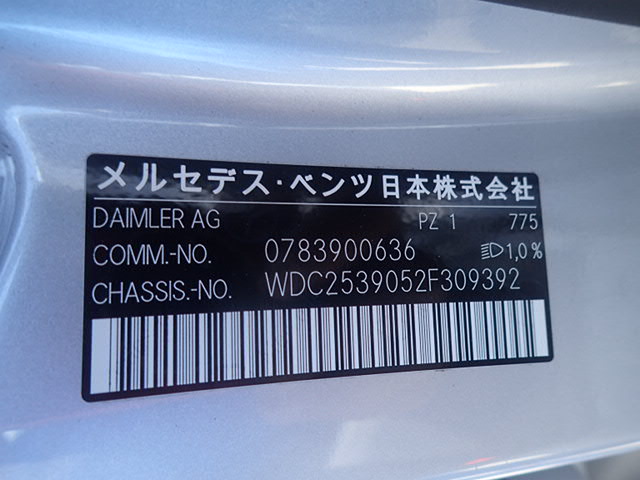 メルセデス・ベンツ日本株式会社
DAIMLER AG PZ 1 775
COMM.-NO. 0783900636 1,0%
CHASSIS.-NO. WDC2539052F309392